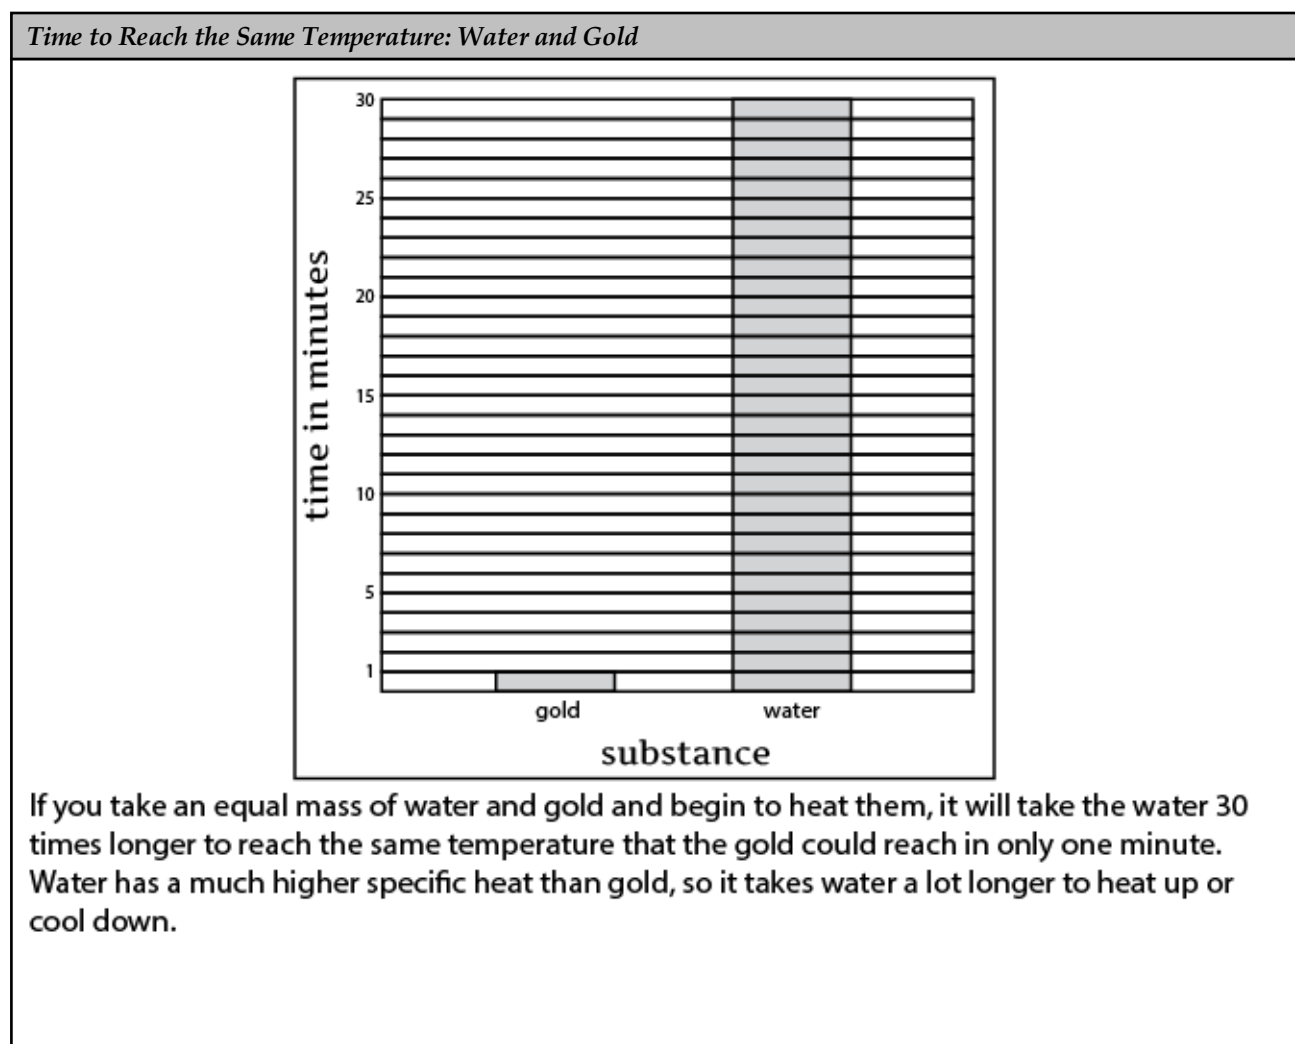 Time to Reach the Same Temperature: Water and Gold
30
25
20
15
10
5
1
time in minutes
gold
water
substance
If you take an equal mass of water and gold and begin to heat them, it will take the water 30
times longer to reach the same temperature that the gold could reach in only one minute.
Water has a much higher specific heat than gold, so it takes water a lot longer to heat up or
cool down.